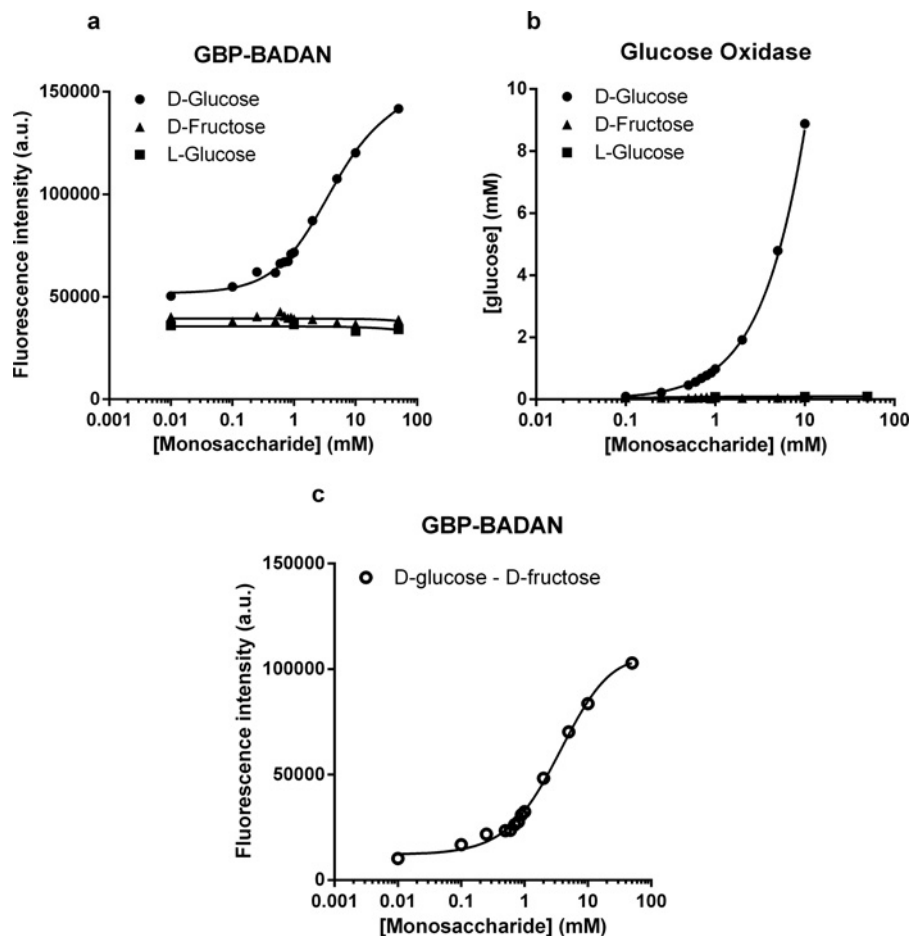 a
GBP-BADAN
D-Glucose
D-Fructose
L-Glucose
Fluorescence intensity (a.u.)
150000
100000
50000
0
0.001 0.01 0.1 1 10 100
[Monosaccharide] (mM)
b
Glucose Oxidase
D-Glucose
D-Fructose
L-Glucose
[glucose] (mM)
10
8
6
4
2
0
0.01 0.1 1 10 100
[Monosaccharide] (mM)
c
GBP-BADAN
D-glucose - D-fructose
Fluorescence intensity (a.u.)
150000
100000
50000
0
0.001 0.01 0.1 1 10 100
[Monosaccharide] (mM)